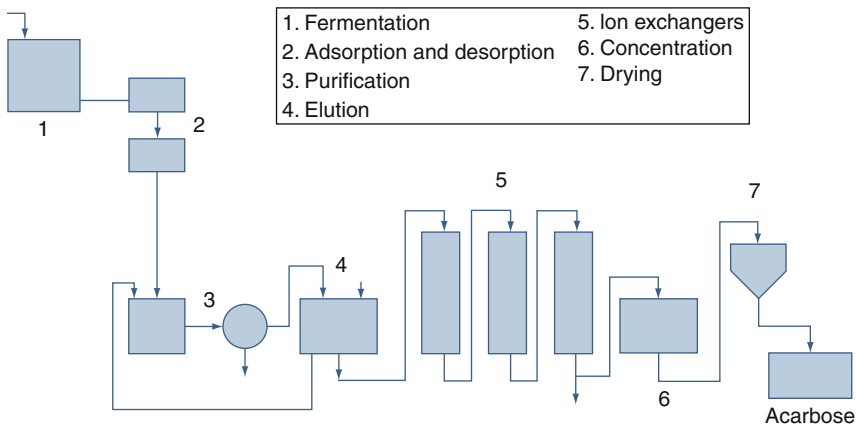 1. Fermentation
2. Adsorption and desorption
3. Purification
4. Elution
5. Ion exchangers
6. Concentration
7. Drying
1
2
3
4
5
6
7
Acarbose